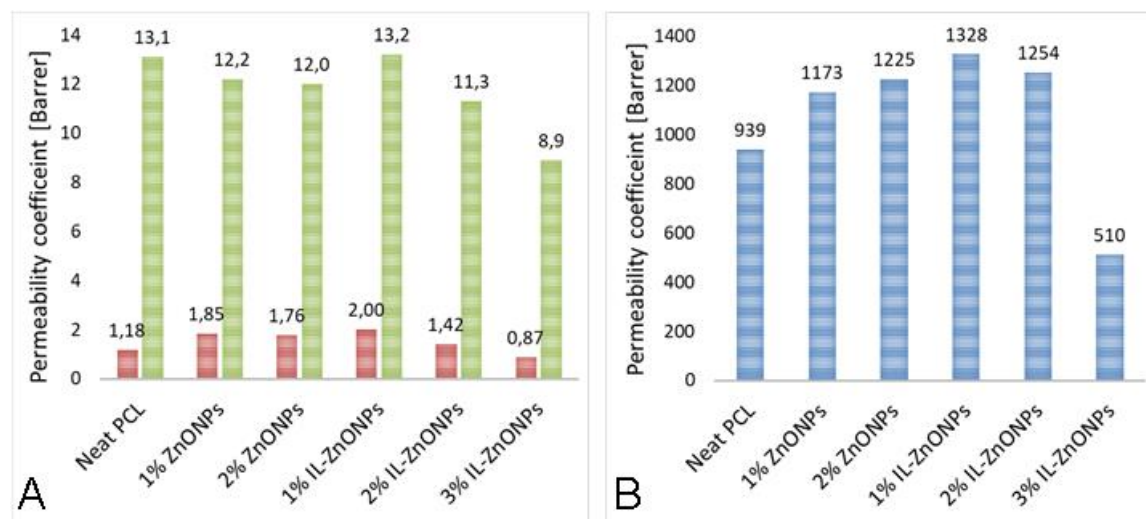 Permeability coefficeint [Barrer]
14
12
10
8
6
4
2
0
13,1
12,2
12,0
13,2
11,3
8,9
1,18
1,85
1,76
2,00
1,42
0,87
Neat PCL
1% ZnONPs
2% ZnONPs
1% IL-ZnONPs
2% IL-ZnONPs
3% IL-ZnONPs
A
Permeability coefficeint [Barrer]
1400
1200
1000
800
600
400
200
0
939
1173
1225
1328
1254
510
Neat PCL
1% ZnONPs
2% ZnONPs
1% IL-ZnONPs
2% IL-ZnONPs
3% IL-ZnONPs
B